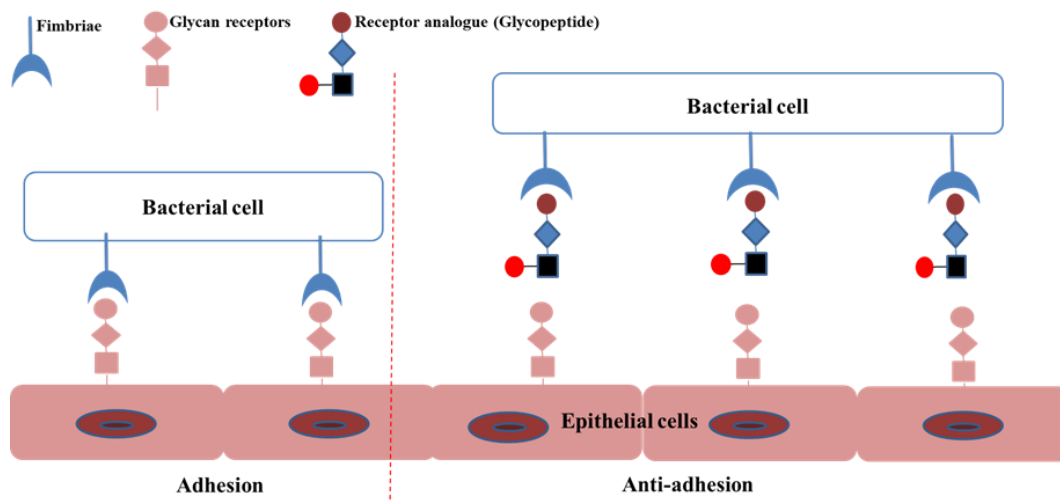 Fimbriae
Glycan receptors
Receptor analogue (Glycopeptide)
Bacterial cell
Bacterial cell
Epithelial cells
Adhesion
Anti-adhesion